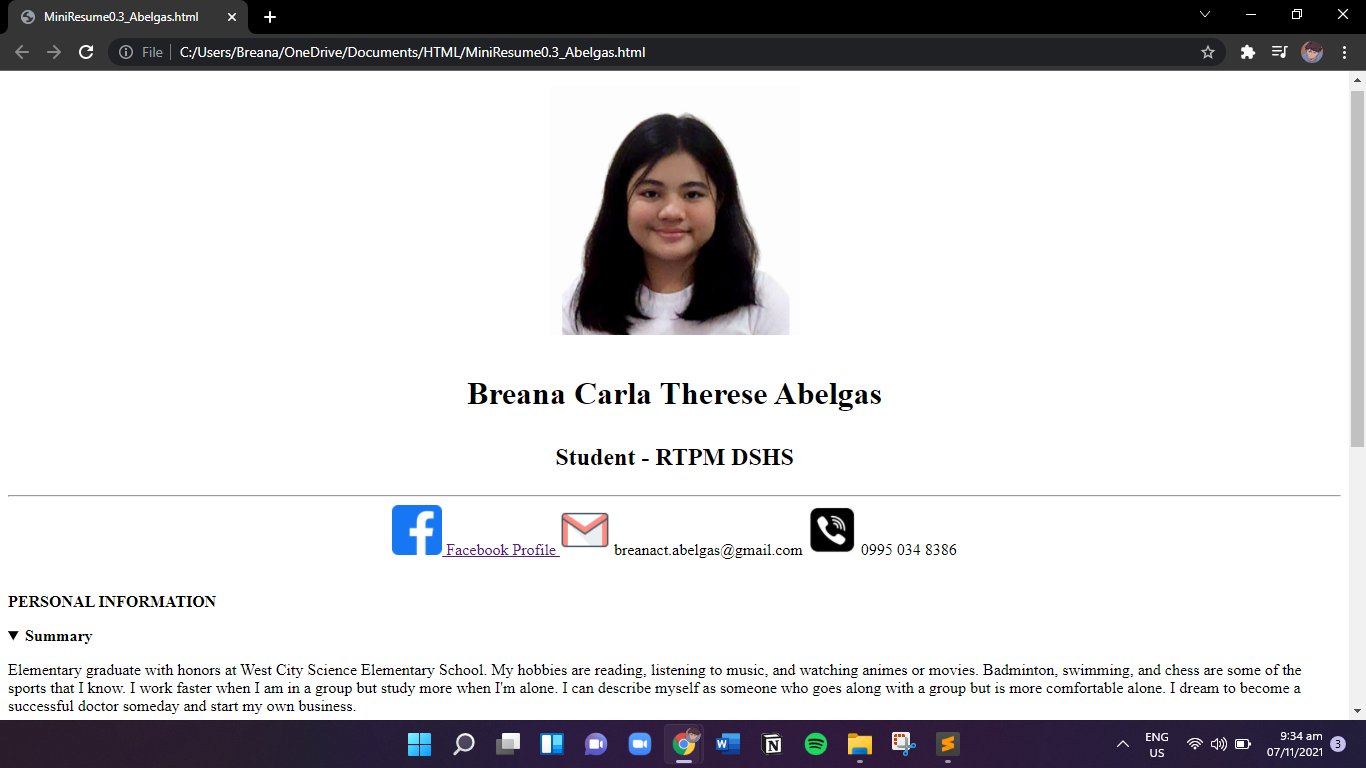 MiniResume0.3_Abelgas.html
File
C:/Users/Breana/OneDrive/Documents/HTML/MiniResume0.3_Abelgas.html
Breana Carla Therese Abelgas
Student - RTPM DSHS
Facebook Profile breanact.abelgas@gmail.com 0995 034 8386
PERSONAL INFORMATION
▼ Summary
Elementary graduate with honors at West City Science Elementary School. My hobbies are reading, listening to music, and watching animes or movies. Badminton, swimming, and chess are some of the
sports that I know. I work faster when I am in a group but study more when I'm alone. I can describe myself as someone who goes along with a group but is more comfortable alone. I dream to become a
successful doctor someday and start my own business.
ENG
US
9:34 am
07/11/2021
3